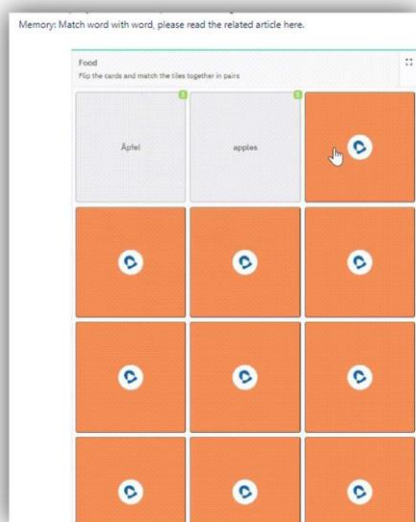 Memory: Match word with word, please read the related article here.
Food
Flip the cards and match the tiles together in pairs
Äpfel
apples